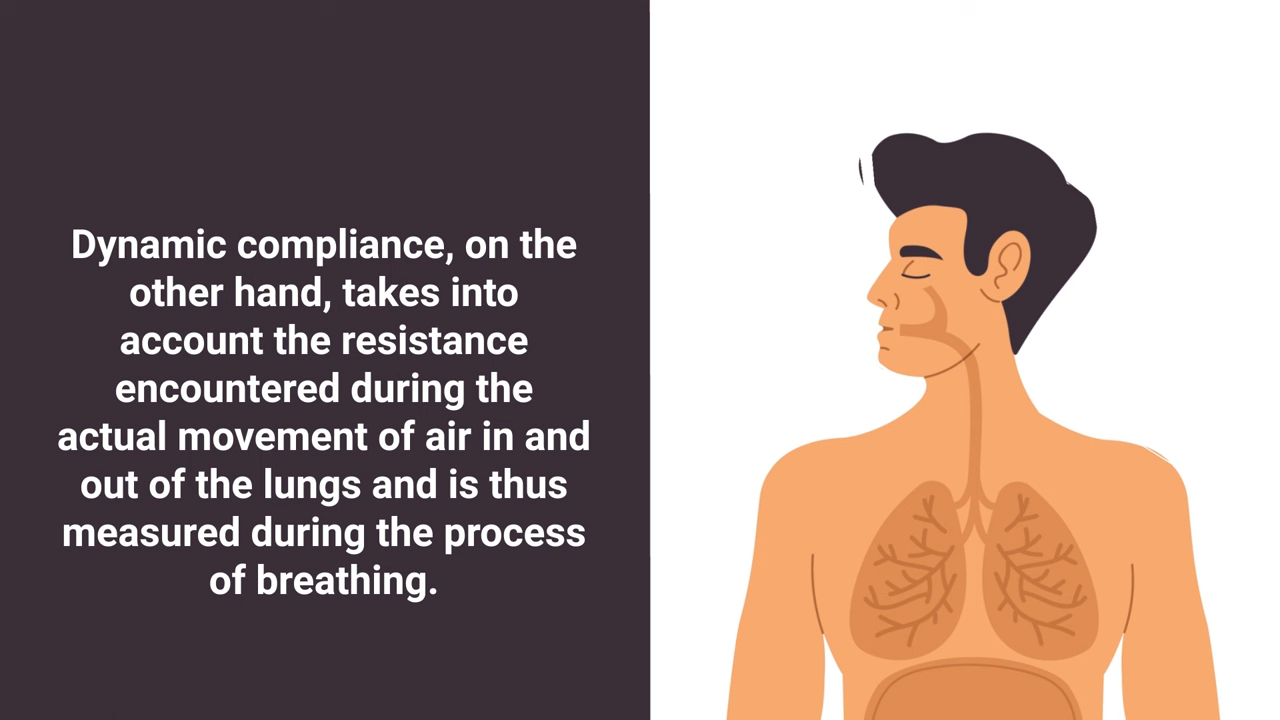 Dynamic compliance, on the
other hand, takes into
account the resistance
encountered during the
actual movement of air in and
out of the lungs and is thus
measured during the process
of breathing.